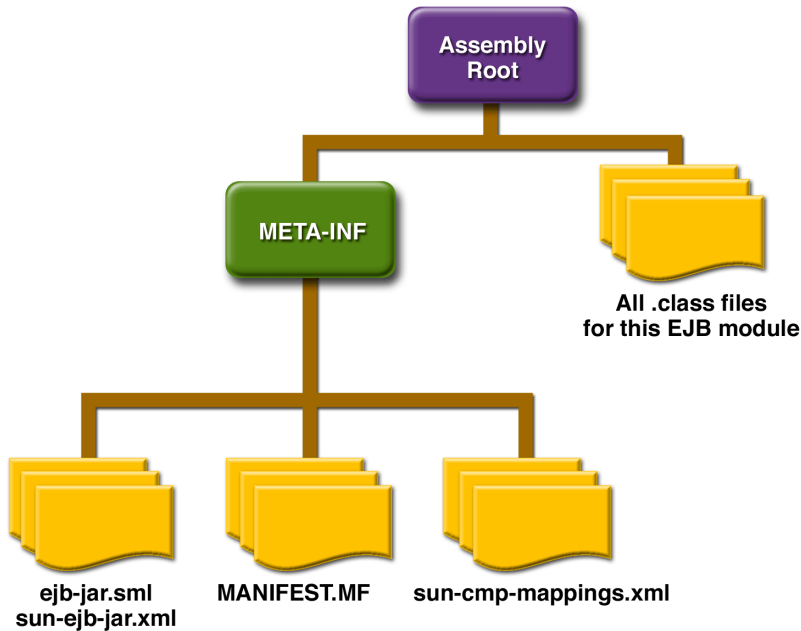 Assembly
Root
META-INF
All .class files
for this EJB module
ejb-jar.sml
sun-ejb-jar.xml
MANIFEST.MF
sun-cmp-mappings.xml